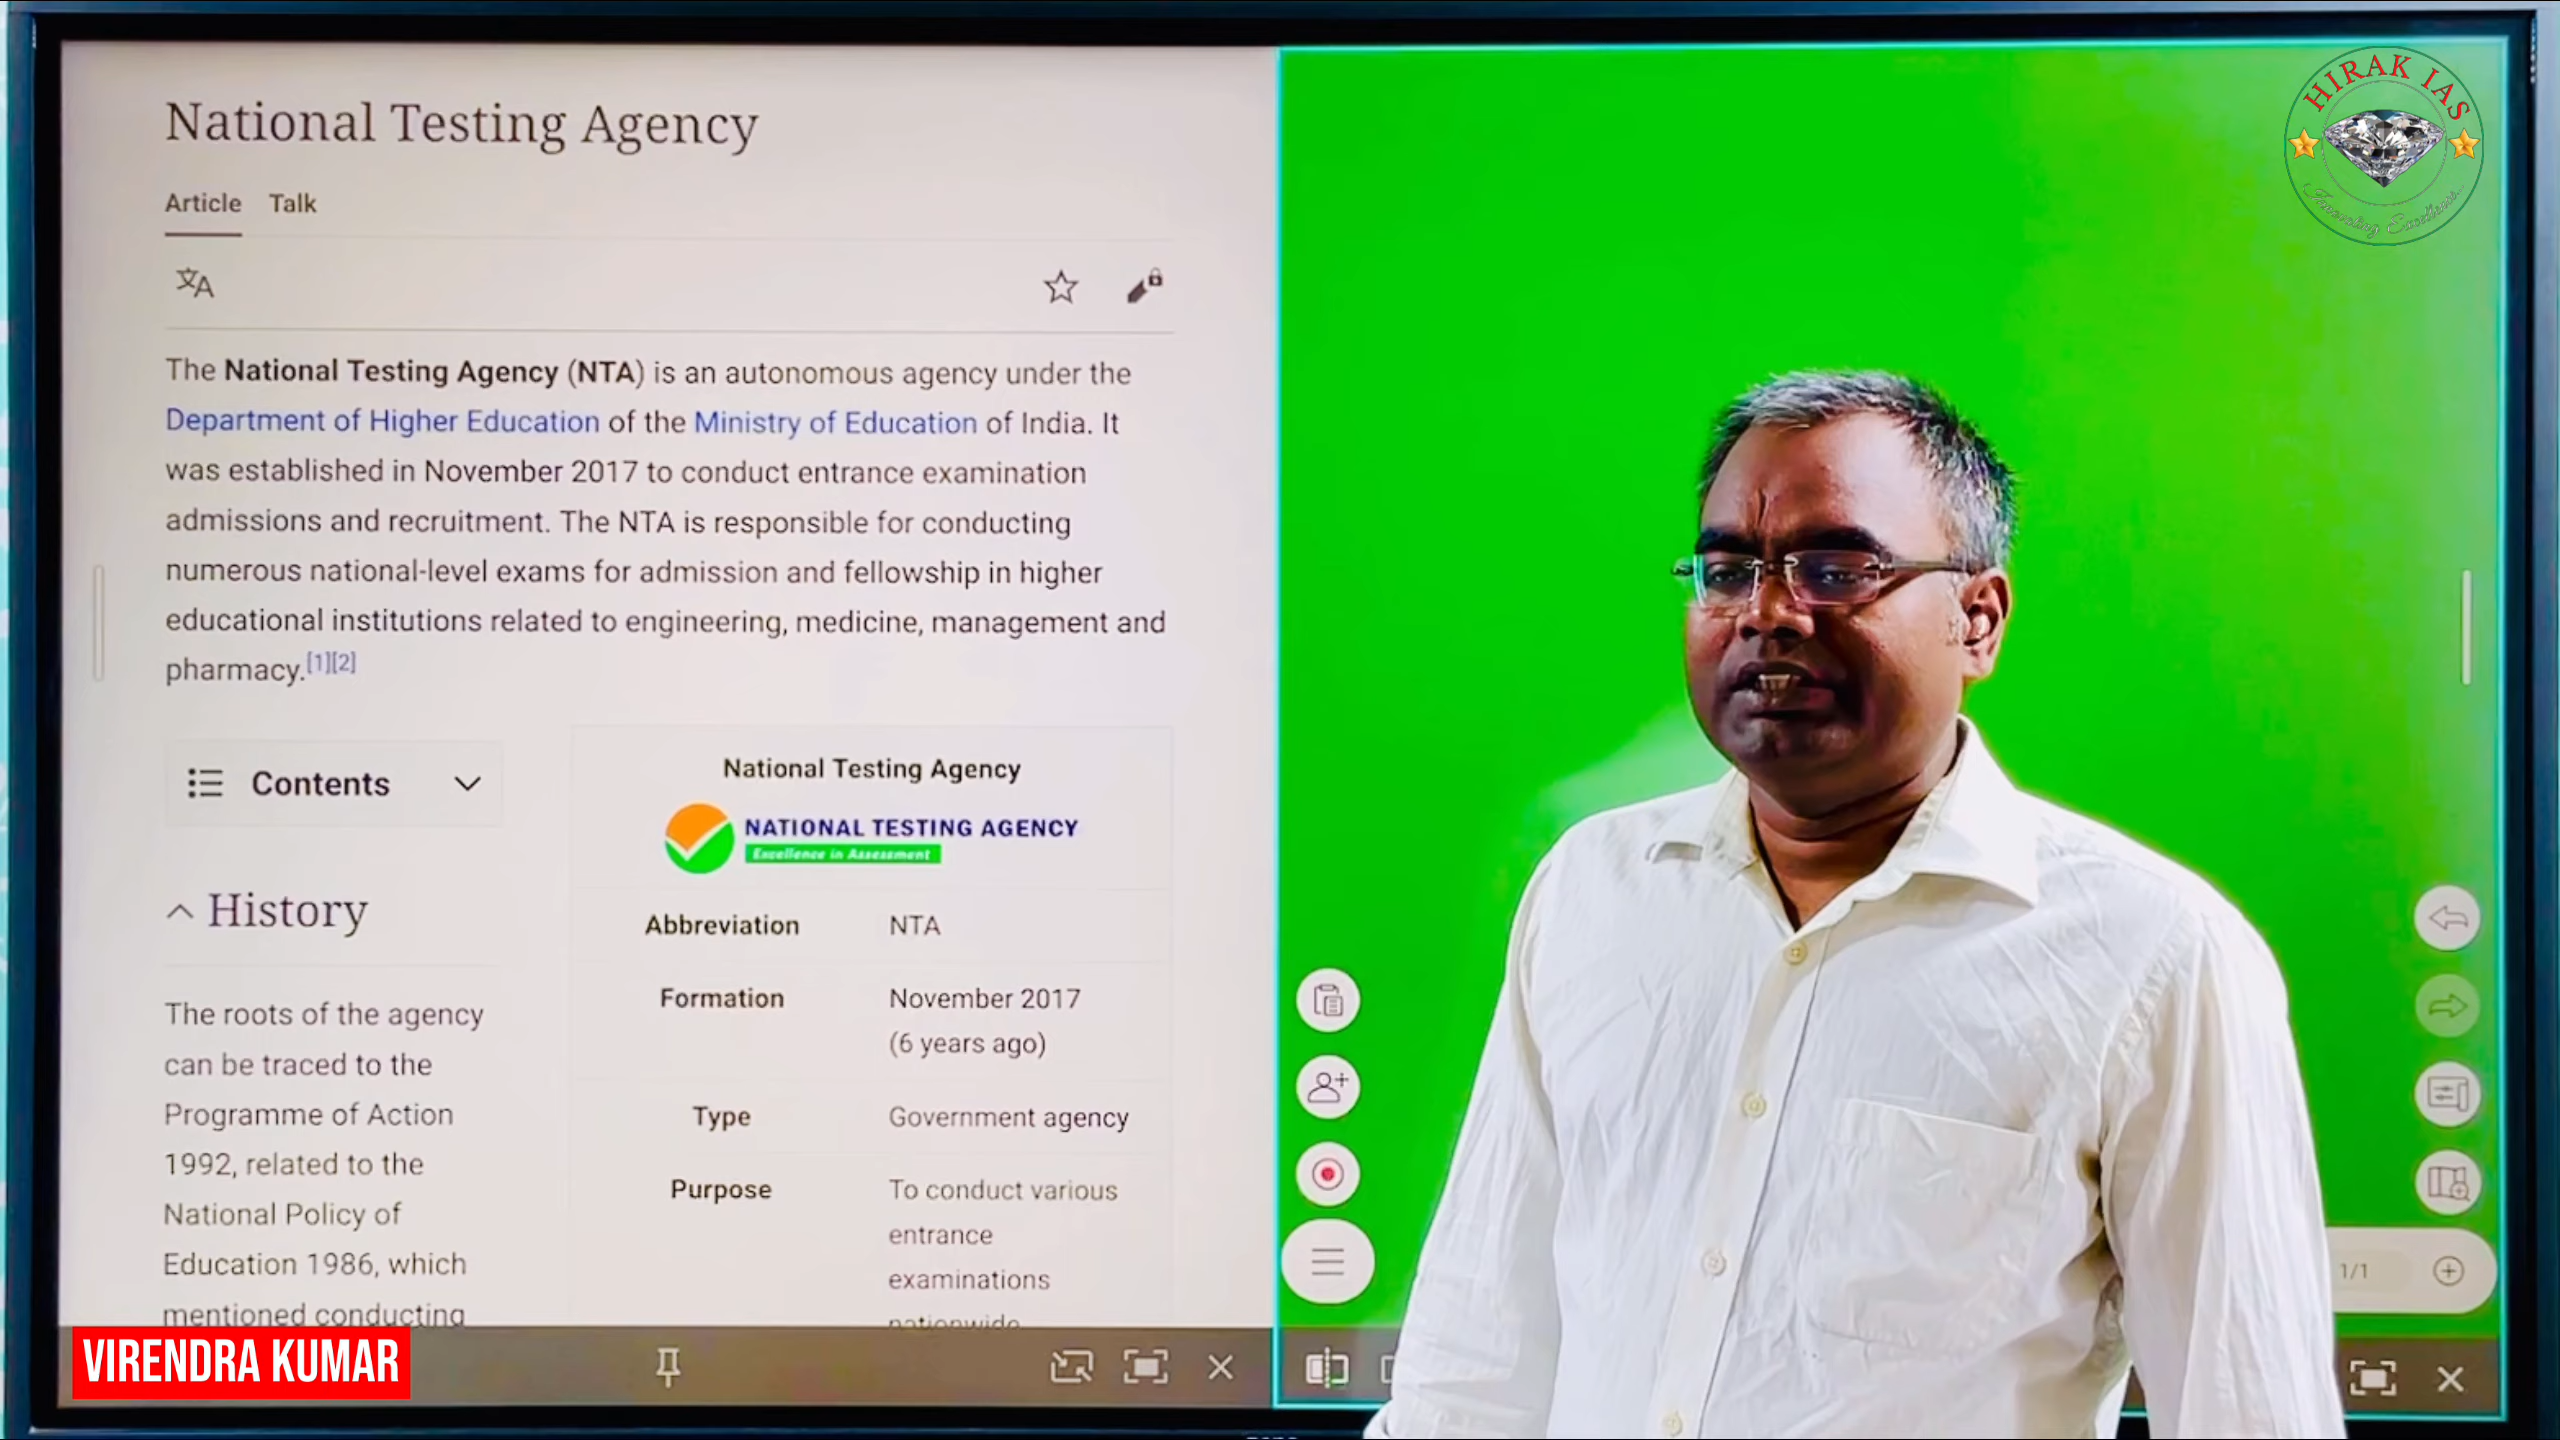 National Testing Agency
Article Talk
The National Testing Agency (NTA) is an autonomous agency under the
Department of Higher Education of the Ministry of Education of India. It
was established in November 2017 to conduct entrance examination
admissions and recruitment. The NTA is responsible for conducting
numerous national-level exams for admission and fellowship in higher
educational institutions related to engineering, medicine, management and
pharmacy.[1][2]
Contents
History
The roots of the agency
can be traced to the
Programme of Action
1992, related to the
National Policy of
Education 1986, which
mentioned conducting
National Testing Agency
NATIONAL TESTING AGENCY
Excellence in Assessment
Abbreviation NTA
Formation November 2017
(6 years ago)
Type Government agency
Purpose To conduct various
entrance
examinations
nationwide
VIRENDRA KUMAR
HIRAK IAS
1/1